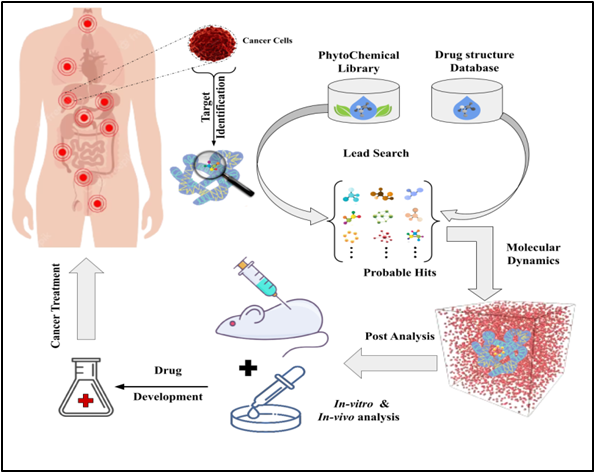 Cancer Cells
Target
Identification
PhytoChemical
Library
Drug structure
Database
Lead Search
Probable Hits
Molecular
Dynamics
Post Analysis
In-vitro &
In-vivo analysis
Drug
Development
Cancer Treatment